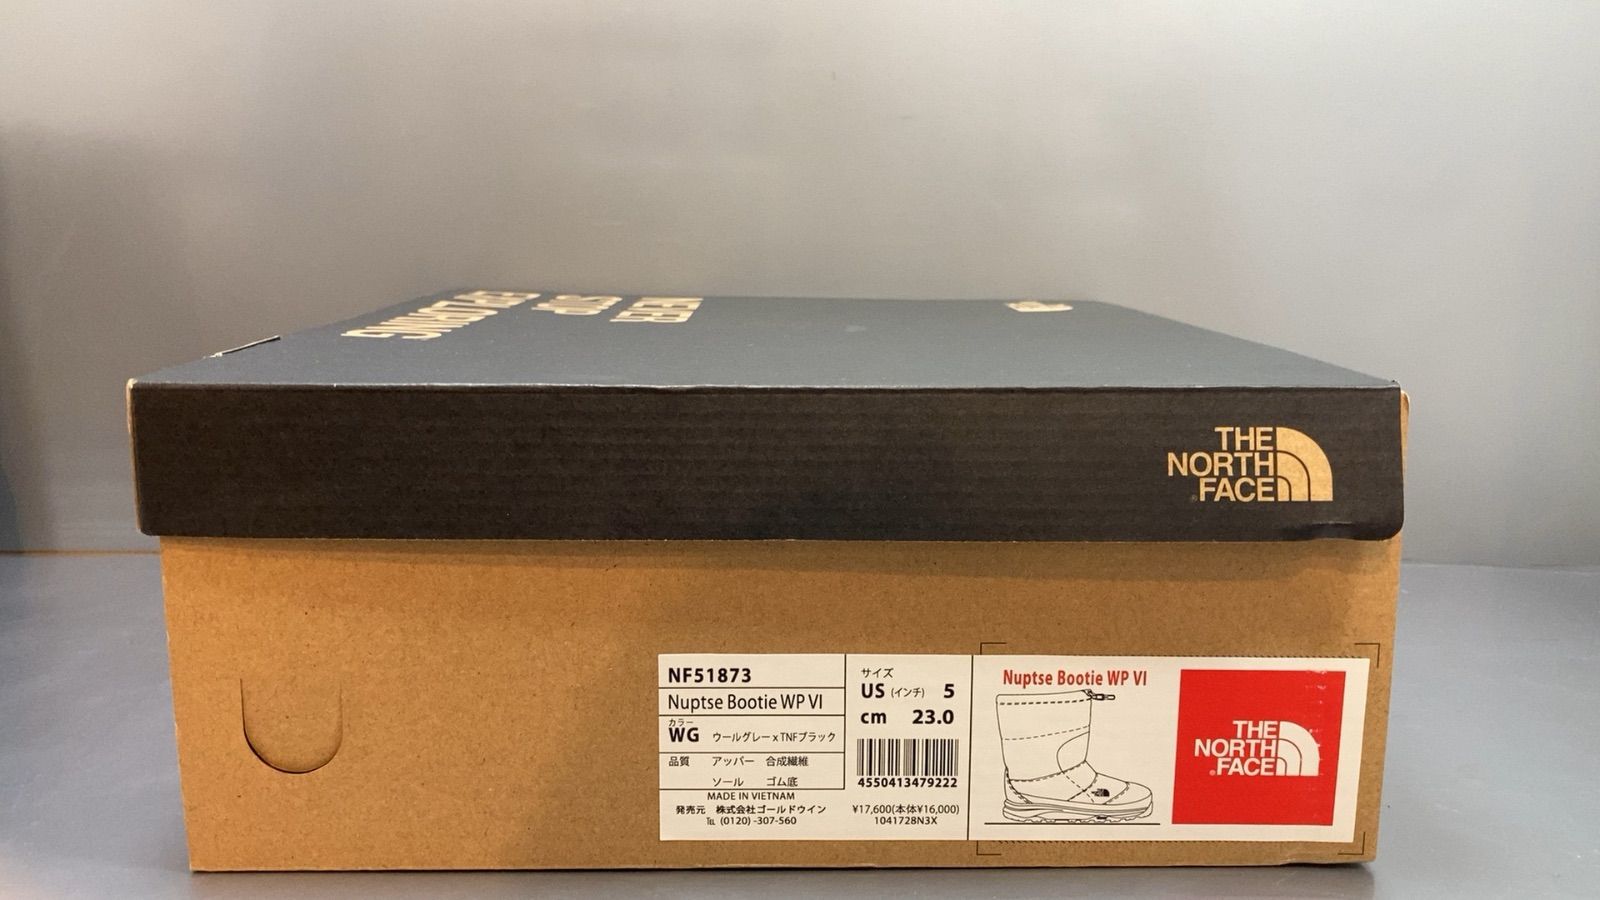 NEVER
STOP
EXPLORING
THE
NORTH
FACE
NF51873
Nuptse Bootie WP VI
カラー
WG ウールグレー x TNFブラック
品質 アッパー 合成繊維
ソール ゴム底
MADE IN VIETNAM
発売元 株式会社ゴールドウイン
TEL (0120) -307-560
サイズ
US (インチ) 5
cm 23.0
4550413479222
¥17,600(本体¥16,000)
1041728N3X
Nuptse Bootie WP VI
THE
NORTH
FACE